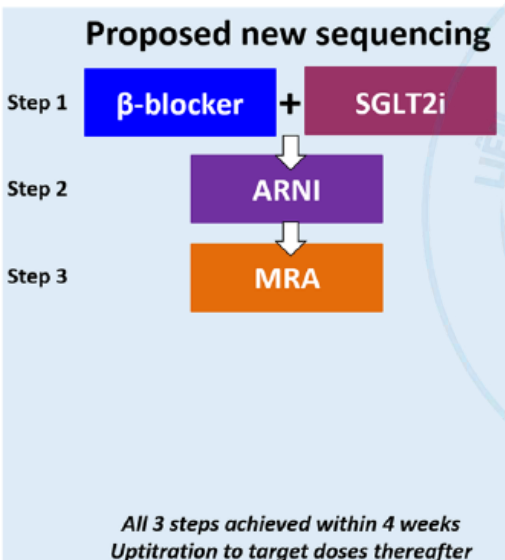 Proposed new sequencing
Step 1
β-blocker + SGLT2i
Step 2
ARNI
Step 3
MRA
All 3 steps achieved within 4 weeks
Uptitration to target doses thereafter